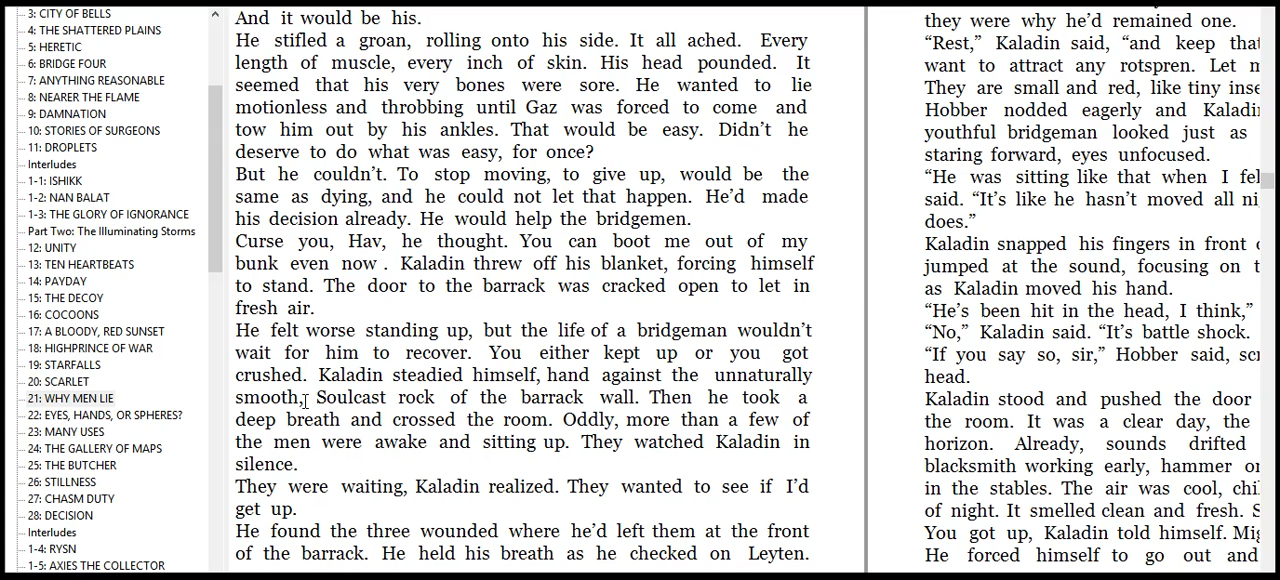 3: CITY OF BELLS
4: THE SHATTERED PLAINS
5: HERETIC
6: BRIDGE FOUR
7: ANYTHING REASONABLE
8: NEARER THE FLAME
9: DAMNATION
10: STORIES OF SURGEONS
11: DROPLETS
Interludes
1-1: ISHIKK
1-2: NAN BALAT
1-3: THE GLORY OF IGNORANCE
Part Two: The Illuminating Storms
12: UNITY
13: TEN HEARTBEATS
14: PAYDAY
15: THE DECOY
16: COCOONS
17: A BLOODY, RED SUNSET
18: HIGHPRINCE OF WAR
19: STARFALLS
20: SCARLET
21: WHY MEN LIE
22: EYES, HANDS, OR SPHERES?
23: MANY USES
24: THE GALLERY OF MAPS
25: THE BUTCHER
26: STILLNESS
27: CHASM DUTY
28: DECISION
Interludes
1-4: RYSN
1-5: AXIES THE COLLECTOR
And it would be his.
He stifled a groan, rolling onto his side. It all ached. Every
length of muscle, every inch of skin. His head pounded. It
seemed that his very bones were sore. He wanted to lie
motionless and throbbing until Gaz was forced to come and
tow him out by his ankles. That would be easy. Didn't he
deserve to do what was easy, for once?
But he couldn't. To stop moving, to give up, would be the
same as dying, and he could not let that happen. He'd made
his decision already. He would help the bridgemen.
Curse you, Hav, he thought. You can boot me out of my
bunk even now . Kaladin threw off his blanket, forcing himself
to stand. The door to the barrack was cracked open to let in
fresh air.
He felt worse standing up, but the life of a bridgeman wouldn't
wait for him to recover. You either kept up or you got
crushed. Kaladin steadied himself, hand against the unnaturally
smooth, Soulcast rock of the barrack wall. Then he took a
deep breath and crossed the room. Oddly, more than a few of
the men were awake and sitting up. They watched Kaladin in
silence.
They were waiting, Kaladin realized. They wanted to see if I'd
get up.
He found the three wounded where he'd left them at the front
of the barrack. He held his breath as he checked on Leyten.
they were why he'd remained one.
“Rest,” Kaladin said, “and keep that
want to attract any rotspren. Let
They are small and red, like tiny inse
Hobber nodded eagerly and Kaladi
youthful bridgeman looked just as
staring forward, eyes unfocused.
“He was sitting like that when I fel
said. “It's like he hasn't moved all ni
does.”
Kaladin snapped his fingers in front
jumped at the sound, focusing on t
as Kaladin moved his hand.
“He's been hit in the head, I think,”
“No,” Kaladin said. “It's battle shock.
“If you say so, sir,” Hobber said, scr
head.
Kaladin stood and pushed the door
the room. It was a clear day, the
horizon. Already, sounds drifted
blacksmith working early, hammer on
in the stables. The air was cool, chil
of night. It smelled clean and fresh. S
You got up, Kaladin told himself. Mig
He forced himself to go out and